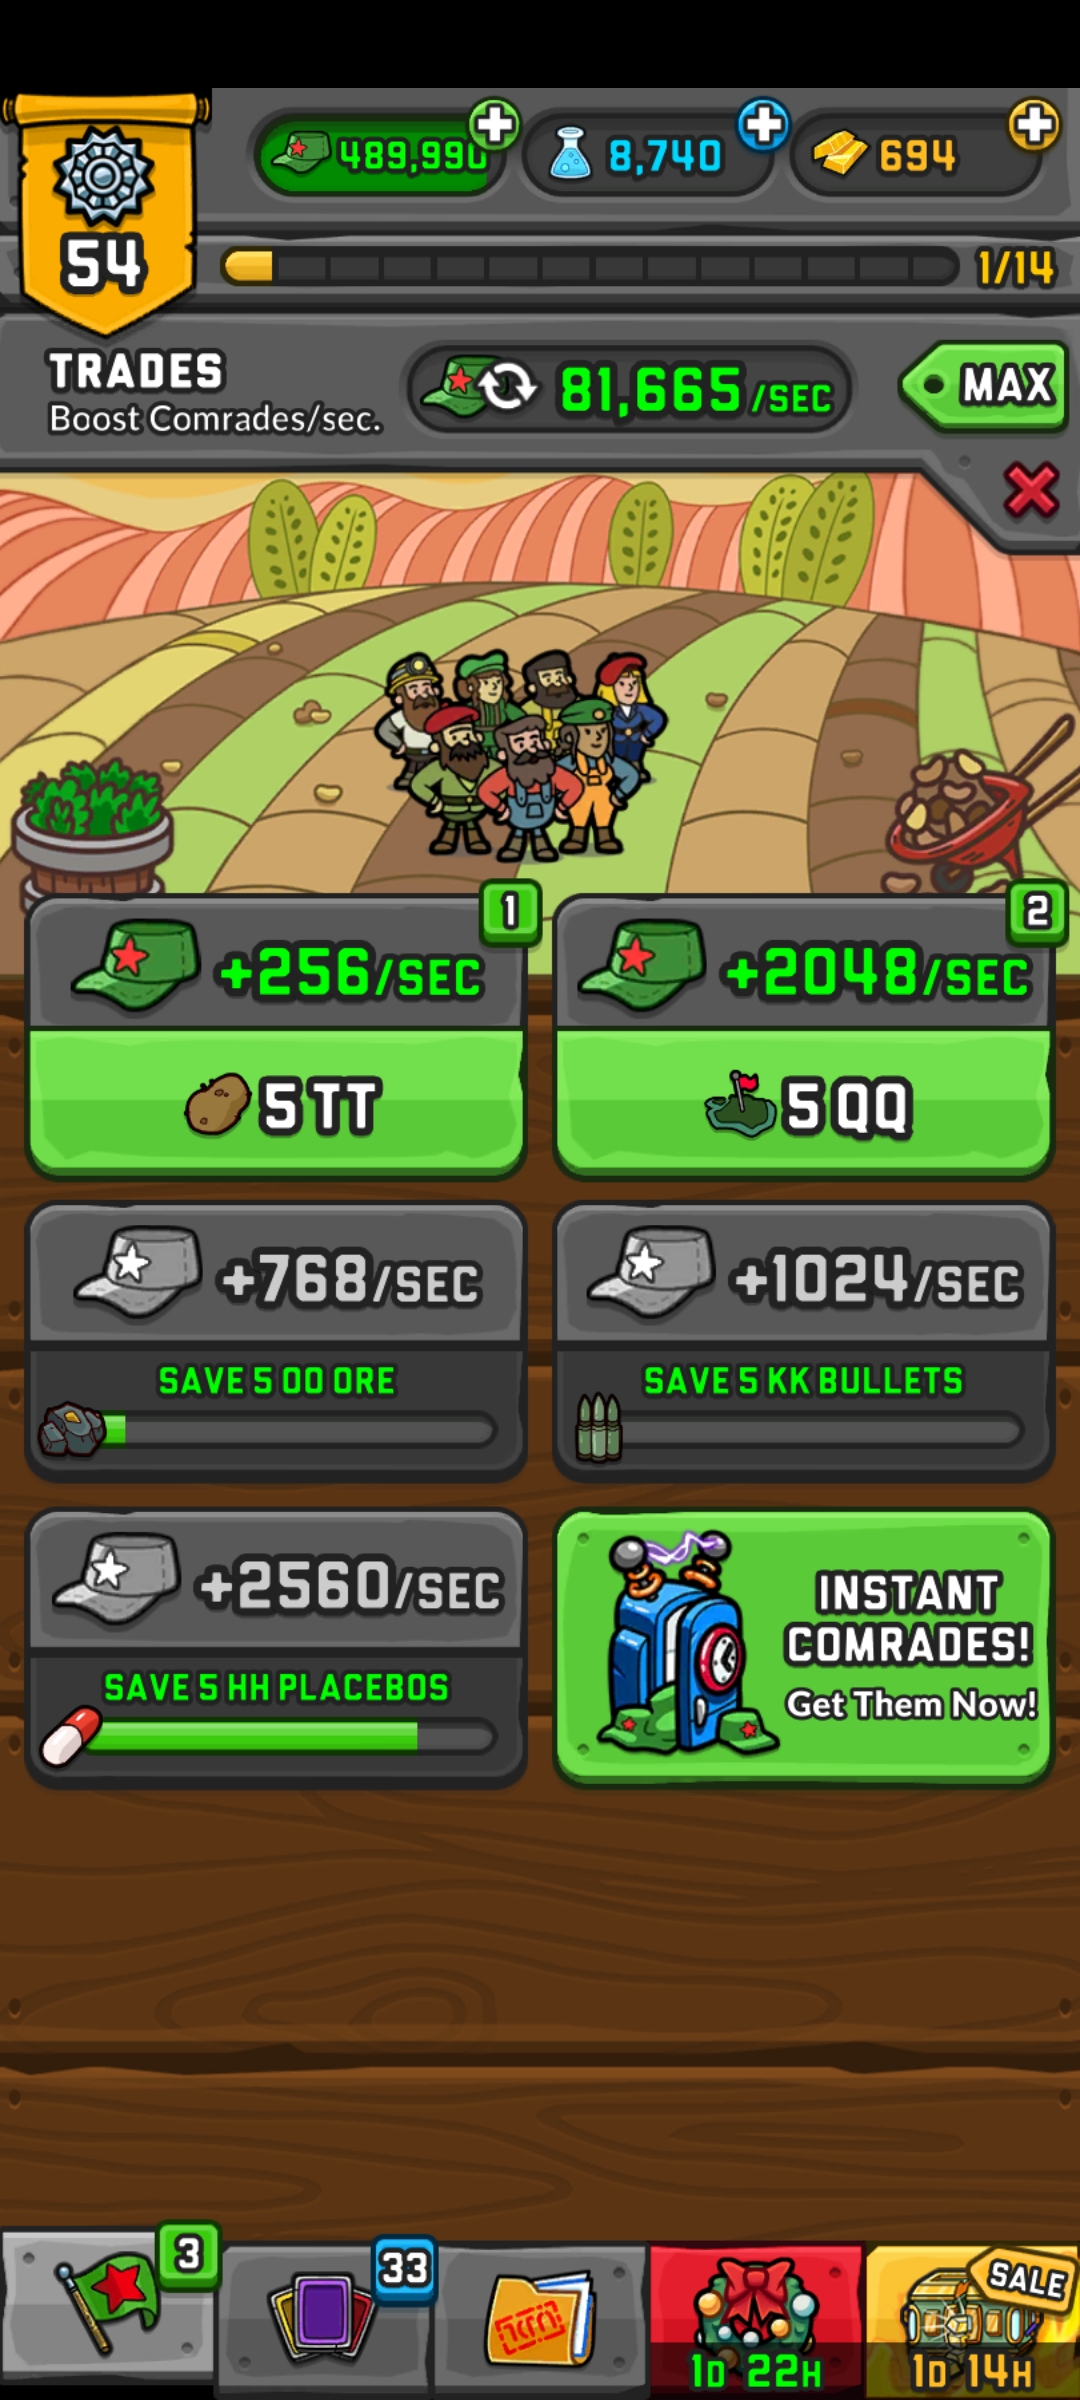 489,990
8,740
694
54
1/14
TRADES
Boost Comrades/sec.
81,665/SEC
MAX
1
+256/SEC
5 TT
2
+2048/SEC
5 QQ
+768/SEC
SAVE 5 OO ORE
+1024/SEC
SAVE 5 KK BULLETS
+2560/SEC
SAVE 5 HH PLACEBOS
INSTANT
COMRADES!
Get Them Now!
3
33
SALE
1D 22H
1D 14H